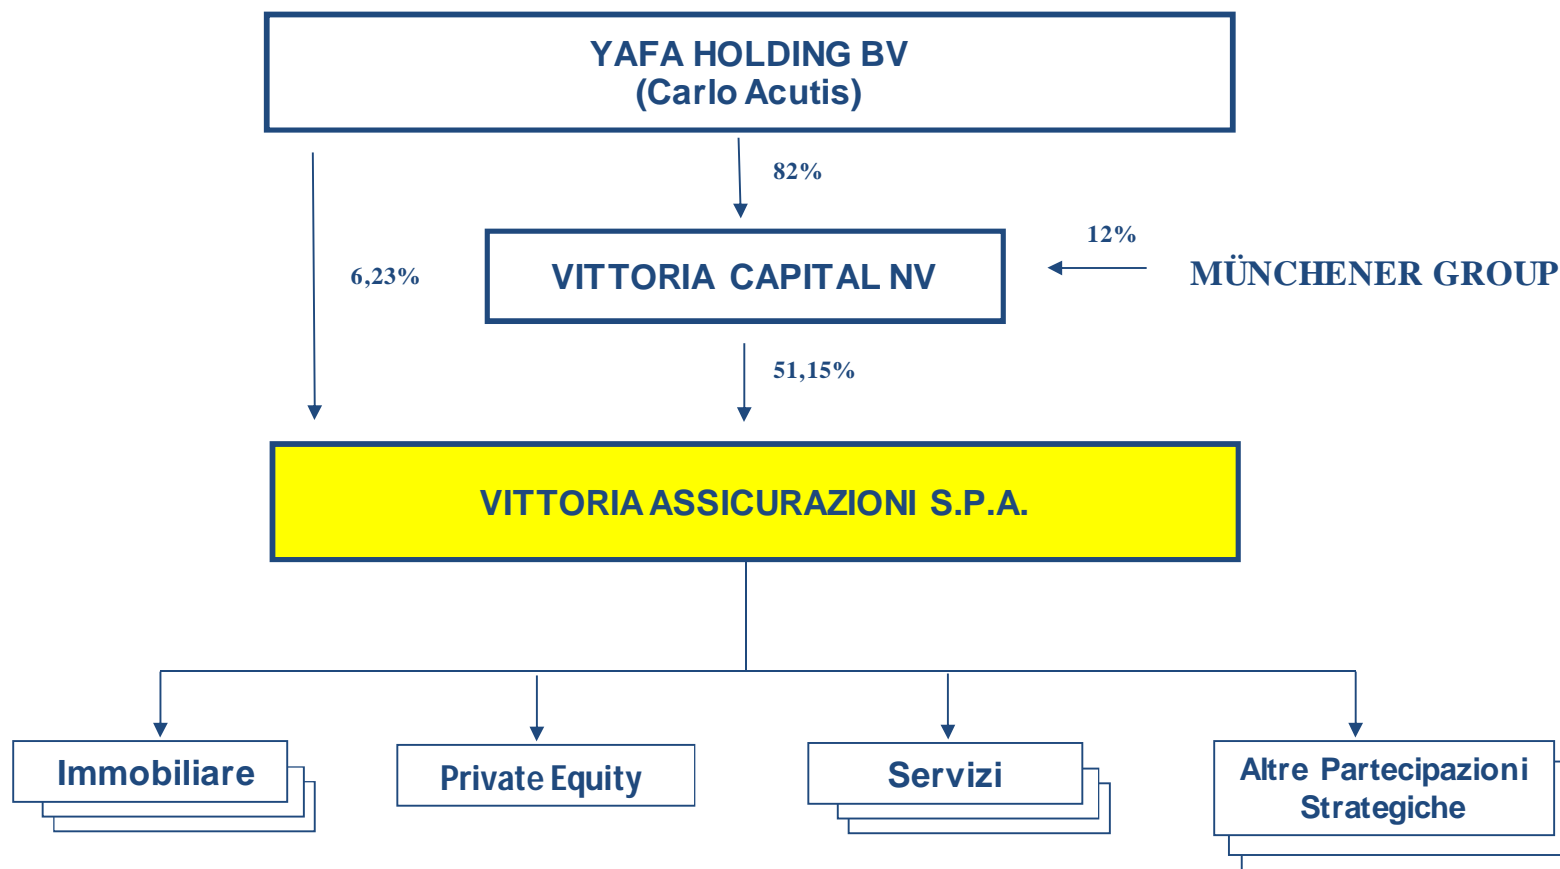 YAFA HOLDING BV
(Carlo Acutis)
82%
12%
6,23%
VITTORIA CAPITAL NV
MÜNCHENER GROUP
51,15%
VITTORIA ASSICURAZIONI S.P.A.
Immobiliare
Private Equity
Servizi
Altre Partecipazioni
Strategiche